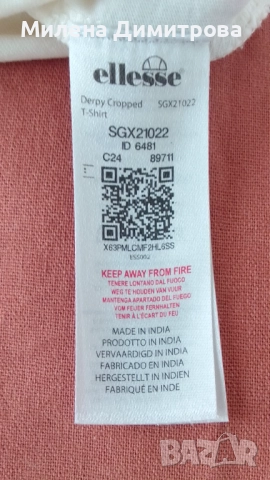 Милена Димитрова
ellesse
Derpy Cropped SGX21022
T-Shirt
SGX21022
ID 6481
C24 89711
X63PMLCMF2HL6SS
ESS002
KEEP AWAY FROM FIRE
TENERE LONTANO DAL FUOCO
WEG TE HOUDEN VAN VUUR
MANTENGA APARTADO DEL FUEGO
VOM FEUER FERNHALTEN
TENIR À L'ÉCART DU FEU
MADE IN INDIA
PRODOTTO IN INDIA
VERVAARDIGD IN INDIA
FABRICADO EN INDIA
HERGESTELLT IN INDIEN
FABRIQUÉ EN INDE
BAZAR
bg